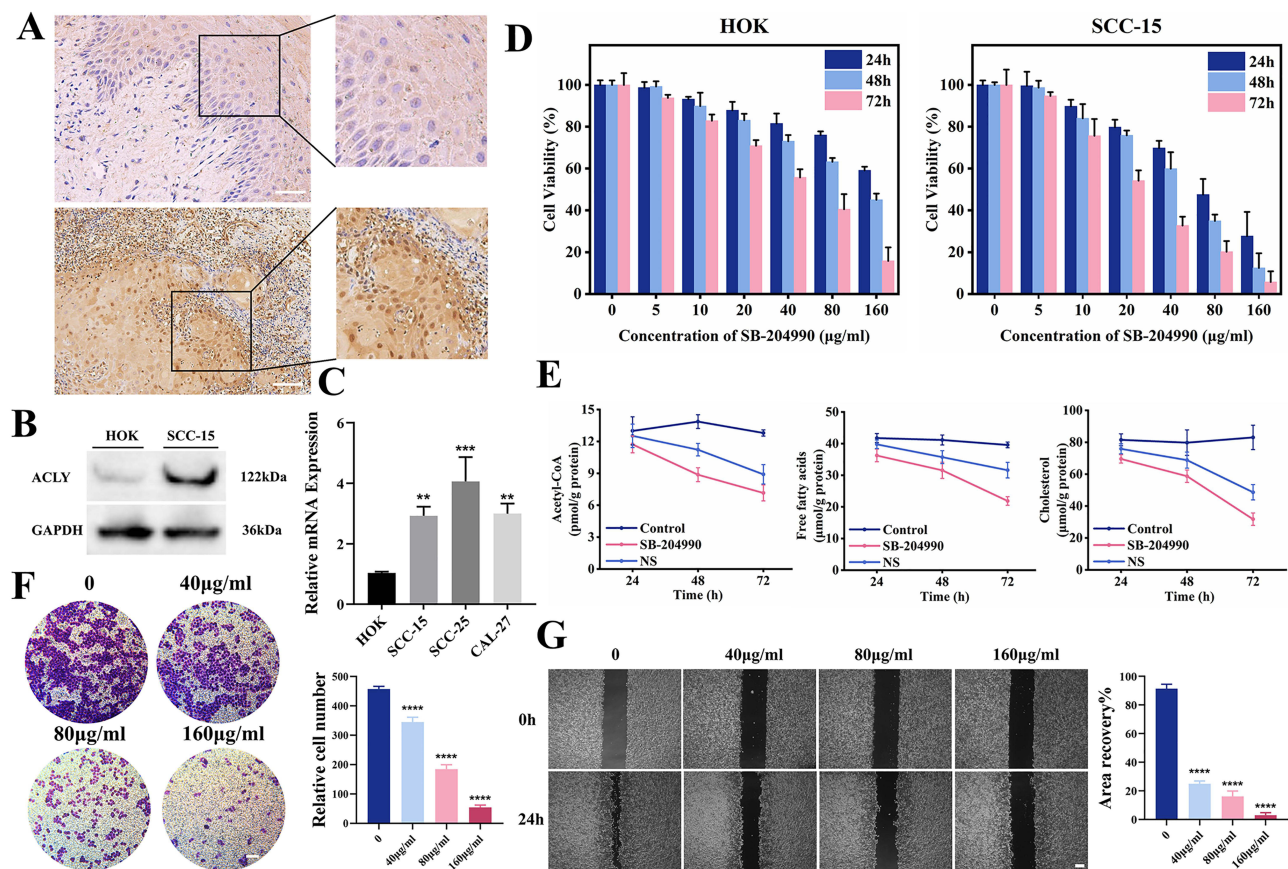 A
B
HOK SCC-15
ACLY 122kDa
GAPDH 36kDa
C
Relative mRNA Expression
6
4
2
0
** *** **
HOK SCC-15 SCC-25 CAL-27
D
HOK
24h
48h
72h
Cell Viability (%)
100
80
60
40
20
0
0 5 10 20 40 80 160
Concentration of SB-204990 (μg/ml)
SCC-15
24h
48h
72h
Cell Viability (%)
100
80
60
40
20
0
0 5 10 20 40 80 160
Concentration of SB-204990 (μg/ml)
E
Acetyl-CoA
(pmol/g protein)
15
12
9
6
3
0
Control
SB-204990
NS
24 48 72
Time (h)
Free fatty acids
(μmol/g protein)
50
40
30
20
10
0
Control
SB-204990
NS
24 48 72
Time (h)
Cholesterol
(μmol/g protein)
100
80
60
40
20
0
Control
SB-204990
NS
24 48 72
Time (h)
F
0 40μg/ml
80μg/ml 160μg/ml
Relative cell number
500
400
300
200
100
0
**** **** ****
0 40μg/ml 80μg/ml 160μg/ml
G
0 40μg/ml 80μg/ml 160μg/ml
0h
24h
Area recovery%
100
80
60
40
20
0
**** **** ****
0 40μg/ml 80μg/ml 160μg/ml